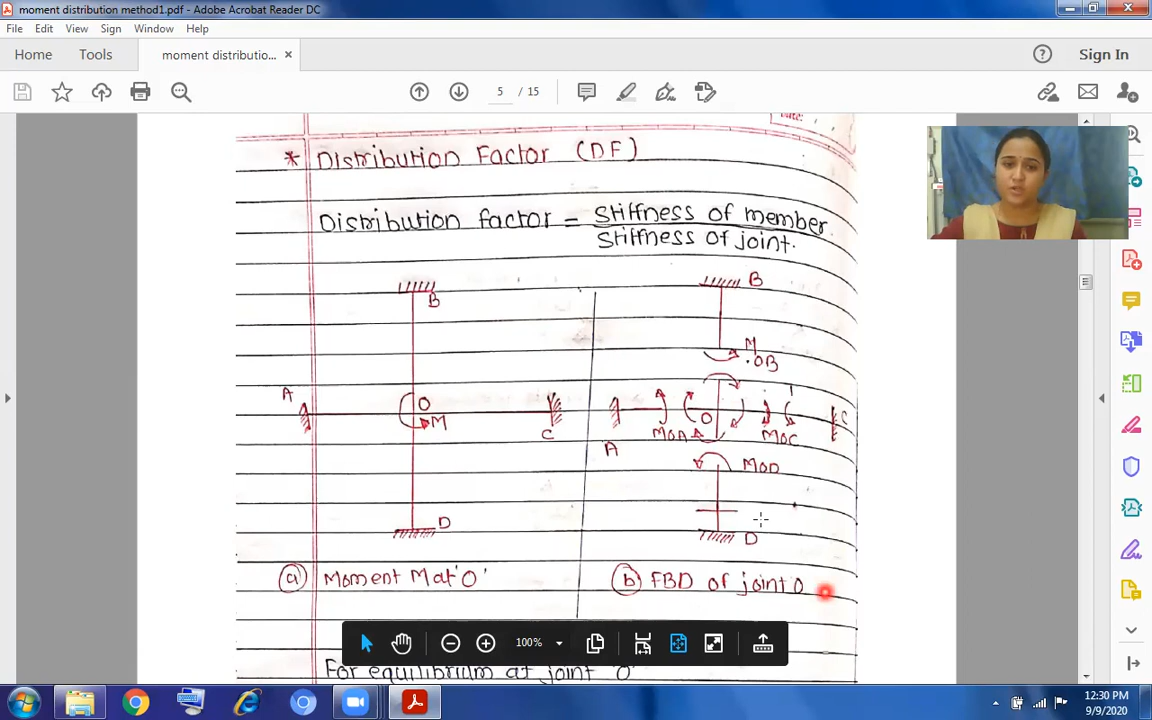 moment distribution method1.pdf - Adobe Acrobat Reader DC
File Edit View Sign Window Help
Home Tools moment distributio... × Sign In
5 / 15
* Distribution Factor (DF)
Distribution factor = Stiffness of member
Stiffness of joint.
B B
M
OB
A O M C
A MOA O MOC C
MOD
D D
(a) Moment M at 'O' (b) FBD of joint O
100%
For equilibrium at joint 'O'
12:30 PM
9/9/2020